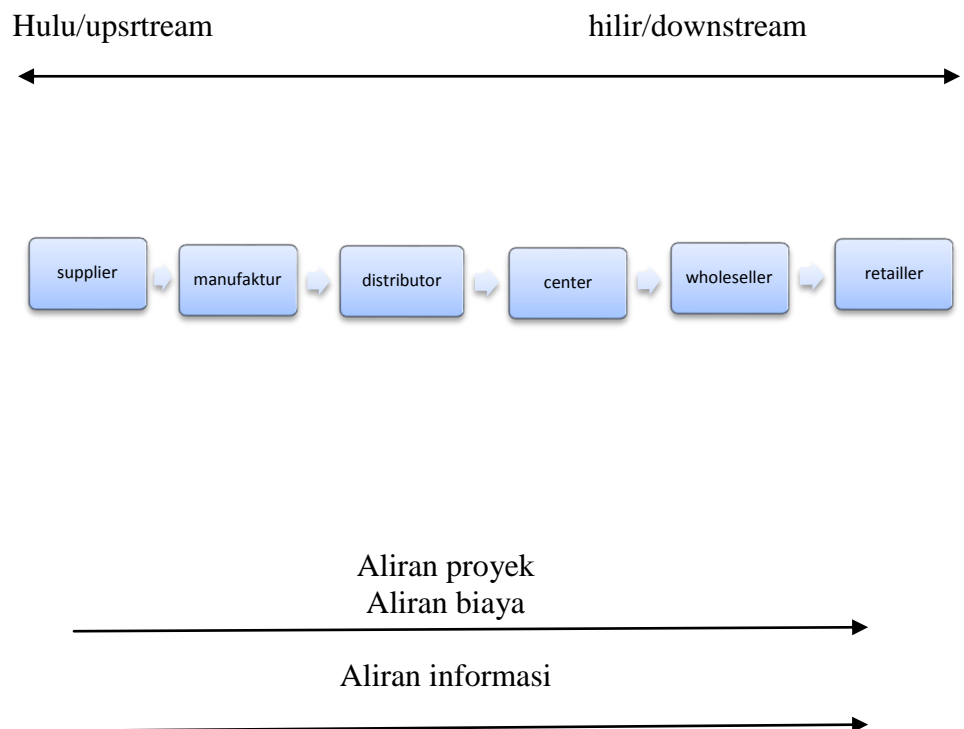 Hulu/upsrtream hilir/downstream
supplier manufaktur distributor center wholeseller retailler
Aliran proyek
Aliran biaya
Aliran informasi